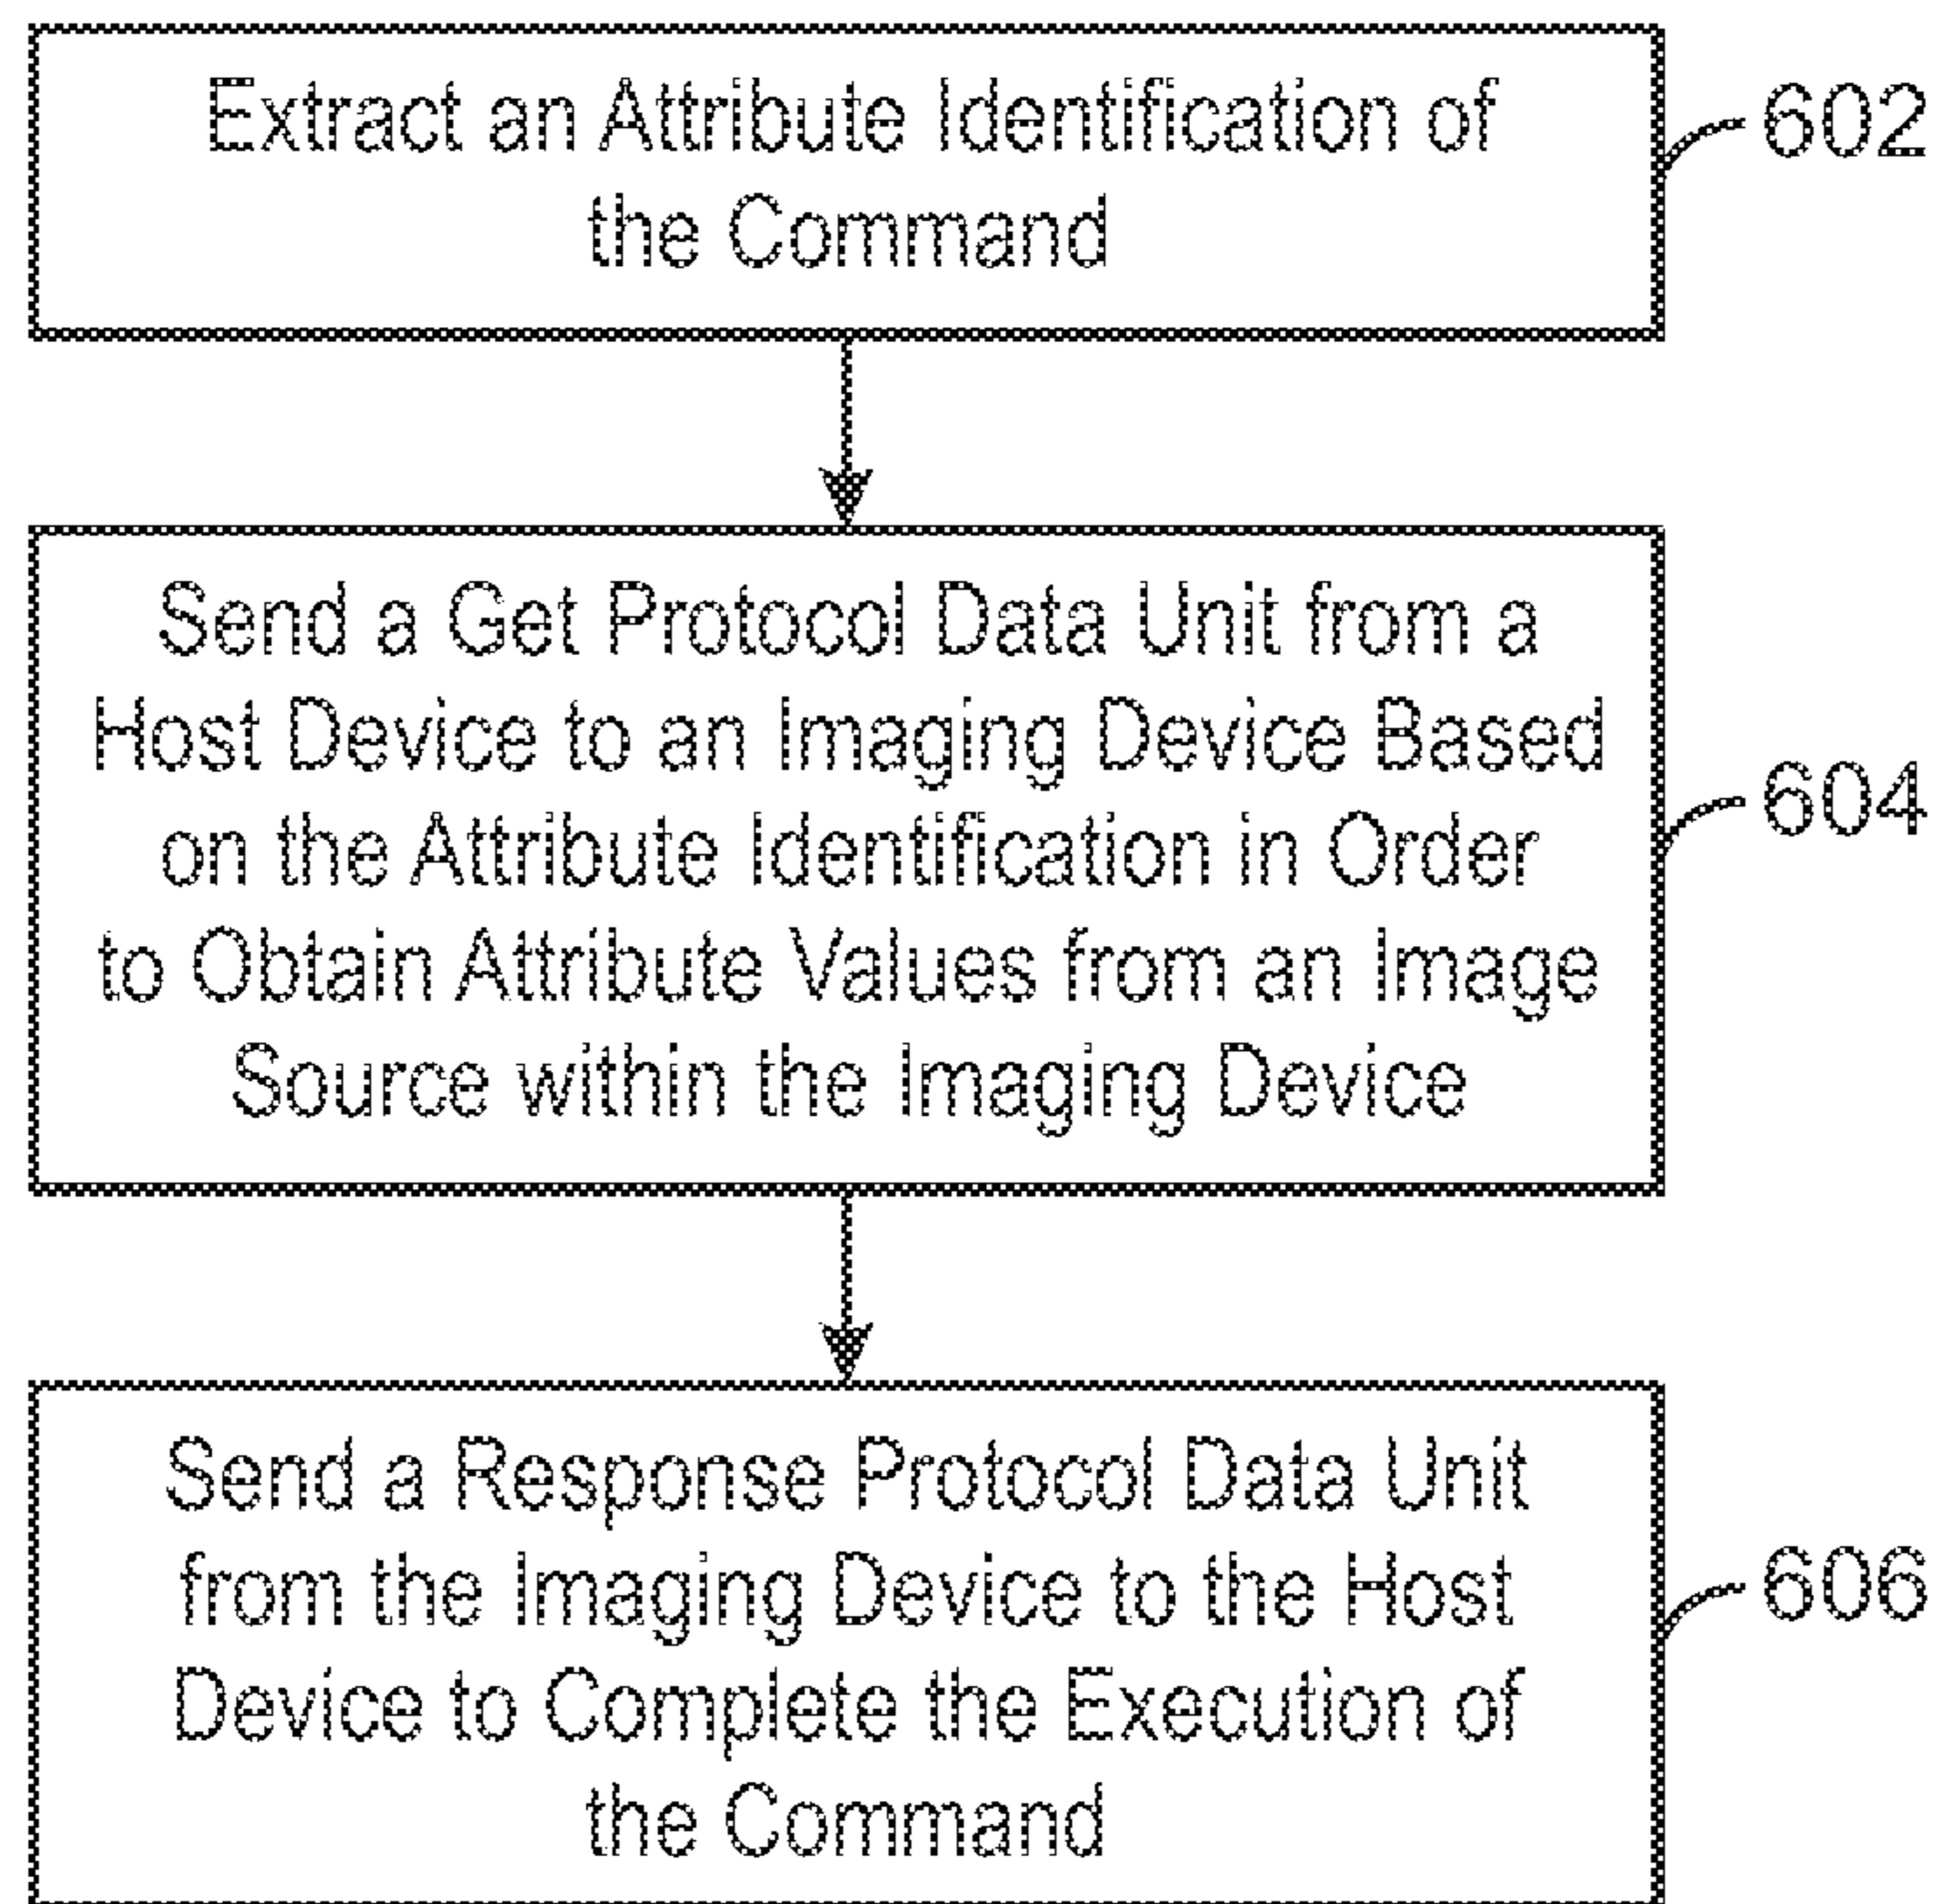 Extract an Attribute Identification of
the Command
602
Send a Get Protocol Data Unit from a
Host Device to an Imaging Device Based
on the Attribute Identification in Order
to Obtain Attribute Values from an Image
Source within the Imaging Device
604
Send a Response Protocol Data Unit
from the Imaging Device to the Host
Device to Complete the Execution of
the Command
606